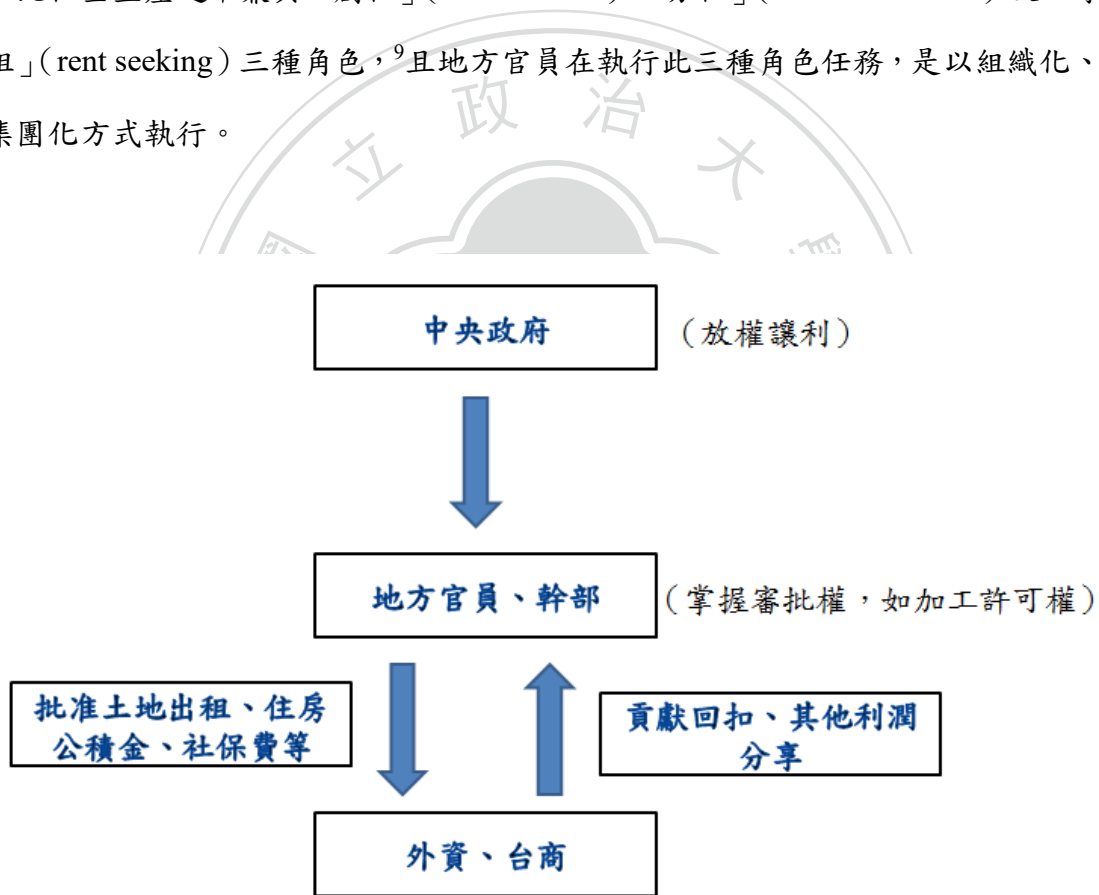 租」(rent seeking)三種角色，⁹且地方官員在執行此三種角色任務，是以組織化、
集團化方式執行。
立 政 治 大
中央政府 (放權讓利)
地方官員、幹部 (掌握審批權，如加工許可權)
批准土地出租、住房
公積金、社保費等
貢獻回扣、其他利潤
分享
外資、台商